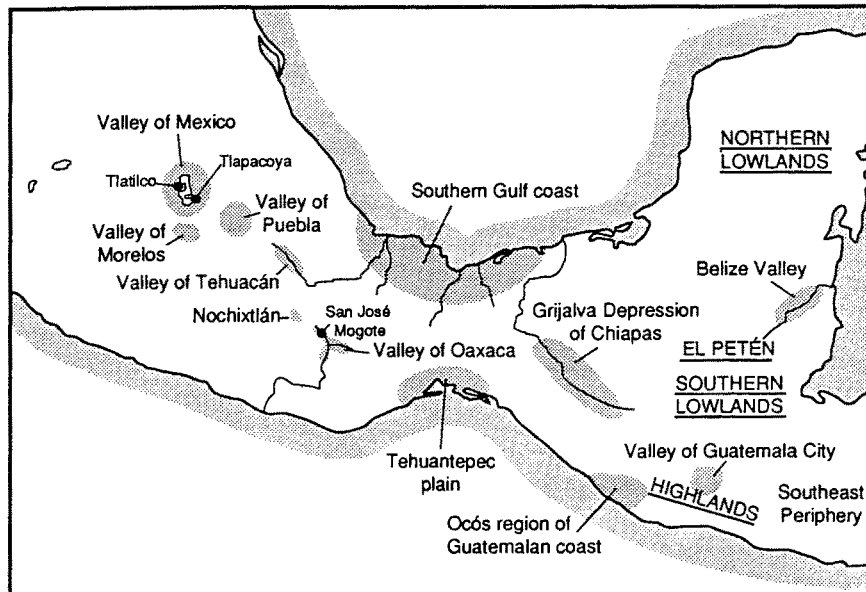 Valley of Mexico
Tlatilco
Tlapacoya
Valley of
Puebla
Valley of
Morelos
Valley of Tehuacán
Nochixtlán
San José
Mogote
Valley of Oaxaca
Southern Gulf coast
Tehuantepec
plain
Grijalva Depression
of Chiapas
NORTHERN
LOWLANDS
Belize Valley
EL PETÉN
SOUTHERN
LOWLANDS
Valley of Guatemala City
HIGHLANDS
Southeast
Periphery
Ocós region of
Guatemalan coast